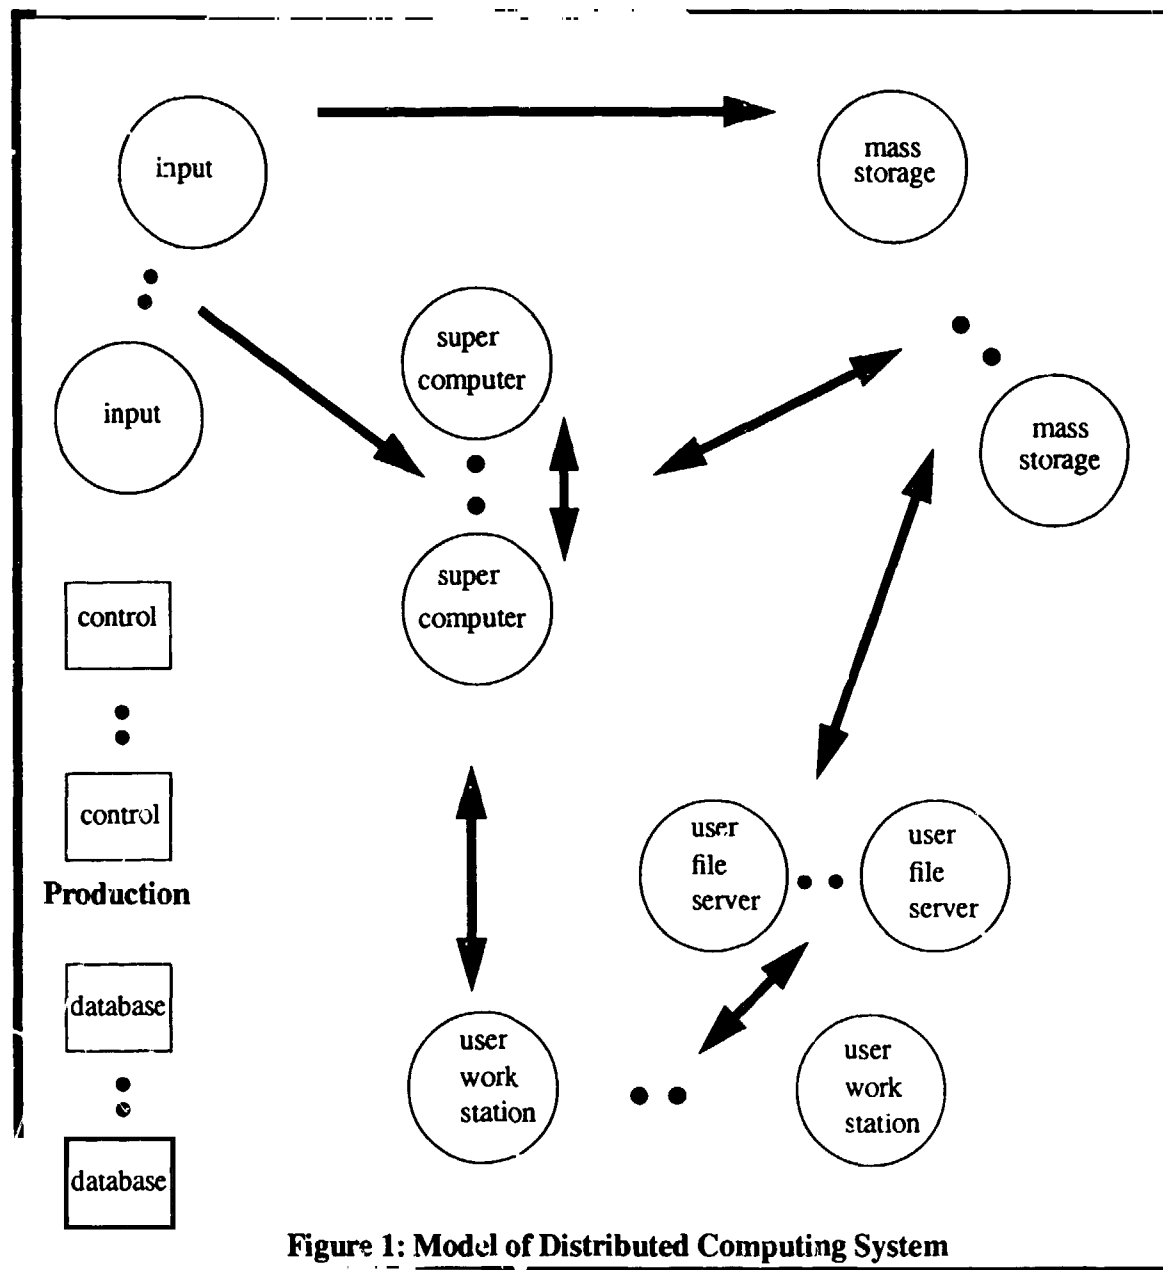 input
mass
storage
super
computer
input
mass
storage
super
computer
control
control
Production
user
file
server
user
file
server
database
user
work
station
user
work
station
database
Figure 1: Model of Distributed Computing System